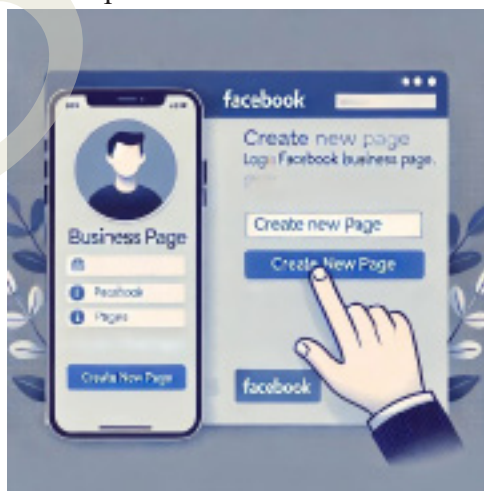 facebook
Create new page
Logo Facebook business page.
Create new Page
Create New Page
facebook
Business Page
Facebook
Pages
Create New Page